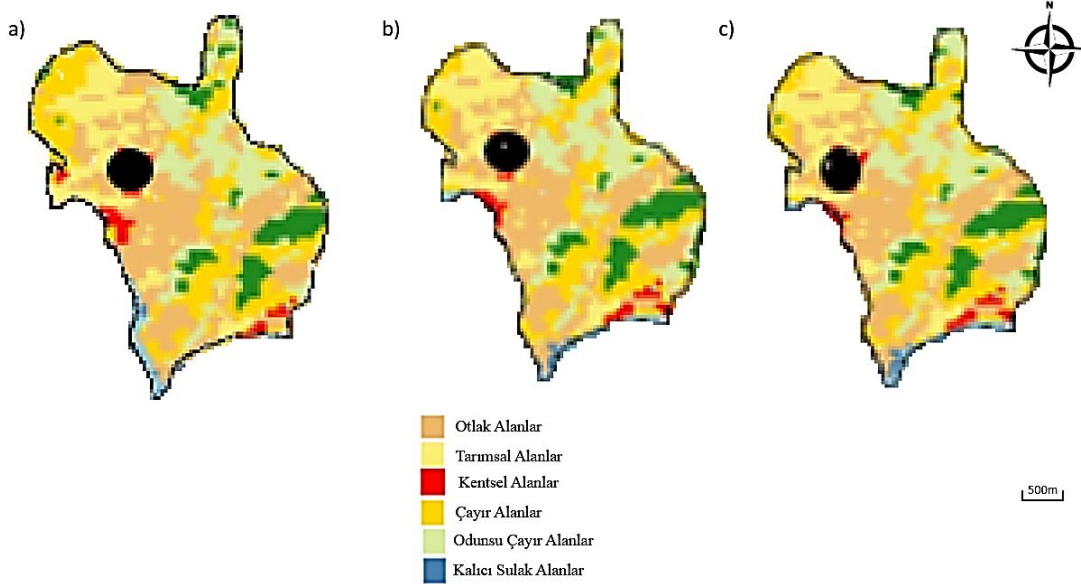 a)
b)
c)
N
Otlak Alanlar
Tarımsal Alanlar
Kentsel Alanlar
Çayır Alanlar
Odunsu Çayır Alanlar
Kalıcı Sulak Alanlar
500m